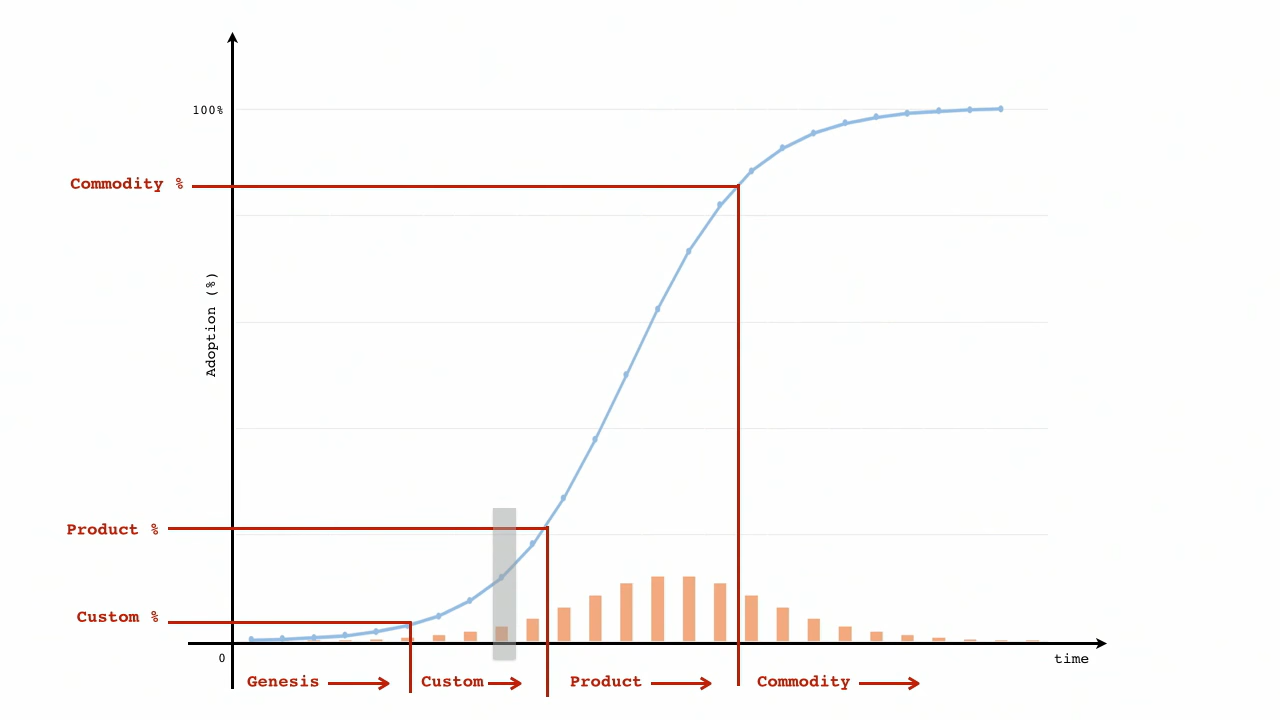 100%
Commodity %
Adoption (%)
Product %
Custom %
0
time
Genesis
Custom
Product
Commodity